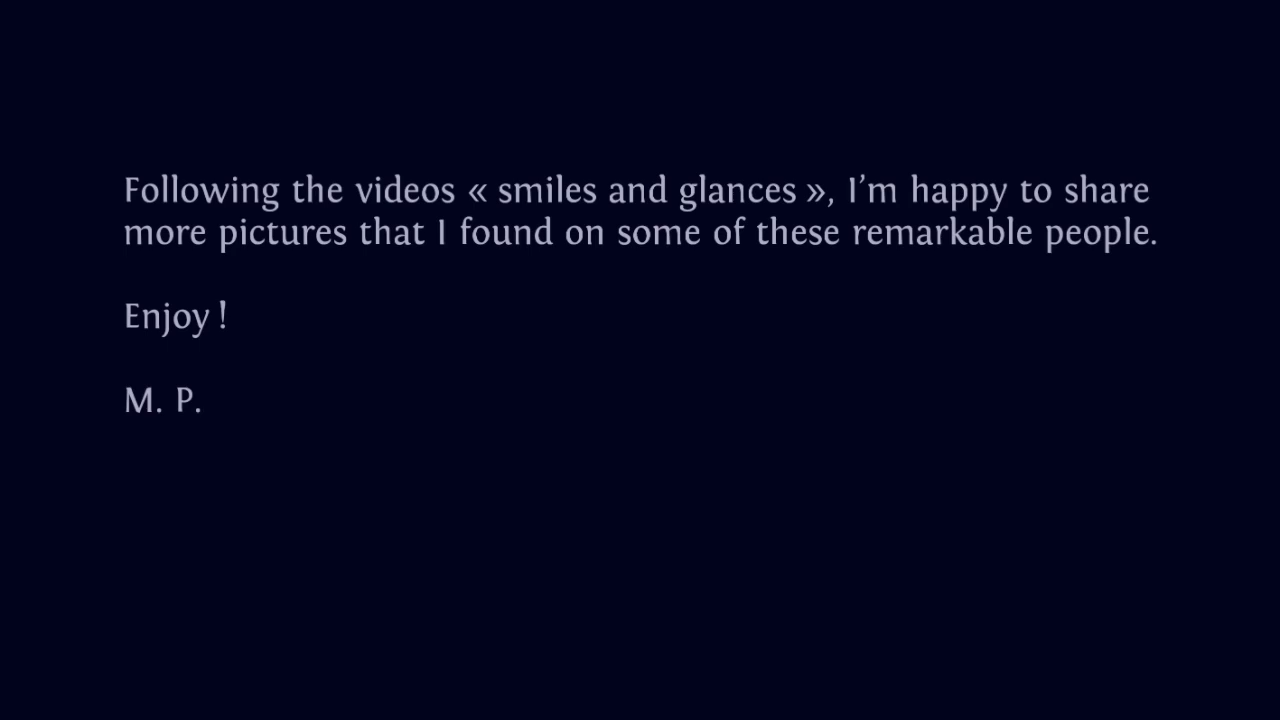 Following the videos « smiles and glances », I’m happy to share
more pictures that I found on some of these remarkable people.
Enjoy !
M. P.